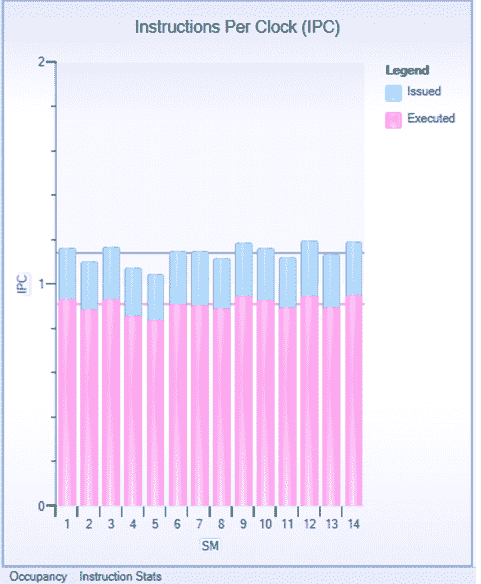 Instructions Per Clock (IPC)
Legend
Issued
Executed
2
1
0
IPC
1 2 3 4 5 6 7 8 9 10 11 12 13 14
SM
Occupancy Instruction Stats